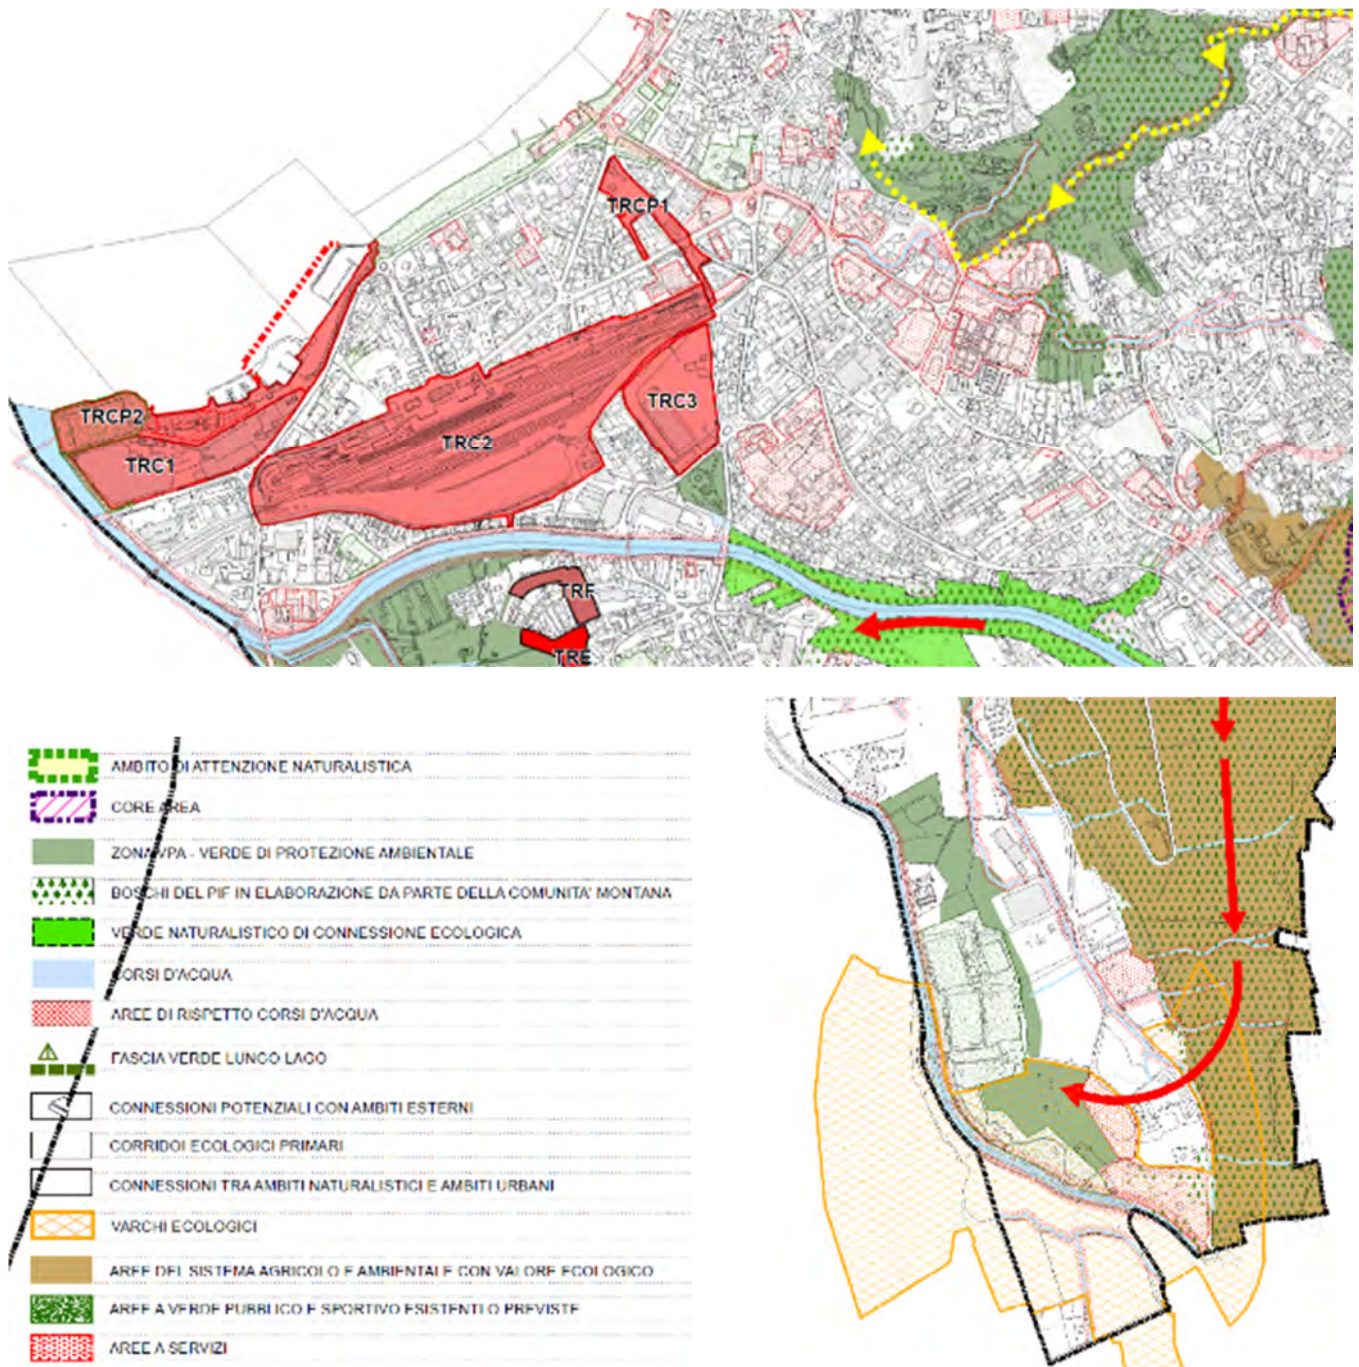 TRCP1
TRCP2
TRC3
TRC2
TRC1
TRF
TRE
AMBITO DI ATTENZIONE NATURALISTICA
CORE AREA
ZONA VPA - VERDE DI PROTEZIONE AMBIENTALE
BOSCHI DEL PIF IN ELABORAZIONE DA PARTE DELLA COMUNITA' MONTANA
VERDE NATURALISTICO DI CONNESSIONE ECOLOGICA
CORSI D'ACQUA
AREE DI RISPETTO CORSI D'ACQUA
FASCIA VERDE LUNGO LAGO
CONNESSIONI POTENZIALI CON AMBITI ESTERNI
CORRIDOI ECOLOGICI PRIMARI
CONNESSIONI TRA AMBITI NATURALISTICI E AMBITI URBANI
VARCHI ECOLOGICI
AREE DEL SISTEMA AGRICOLO E AMBIENTALE CON VALORE ECOLOGICO
AREE A VERDE PUBBLICO E SPORTIVO ESISTENTI O PREVISTE
AREE A SERVIZI